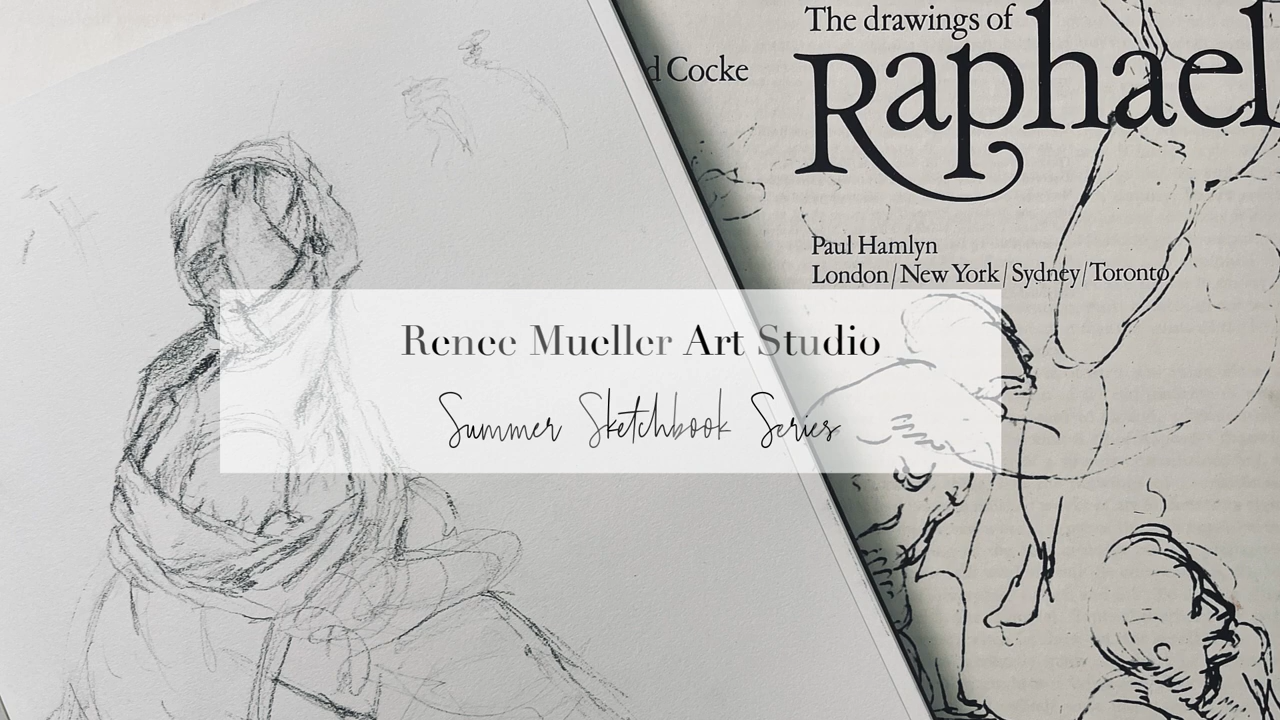 The drawings of
Raphael
d Cocke
Paul Hamlyn
London/New York/Sydney/Toronto
Renee Mueller Art Studio
Summer Sketchbook Series